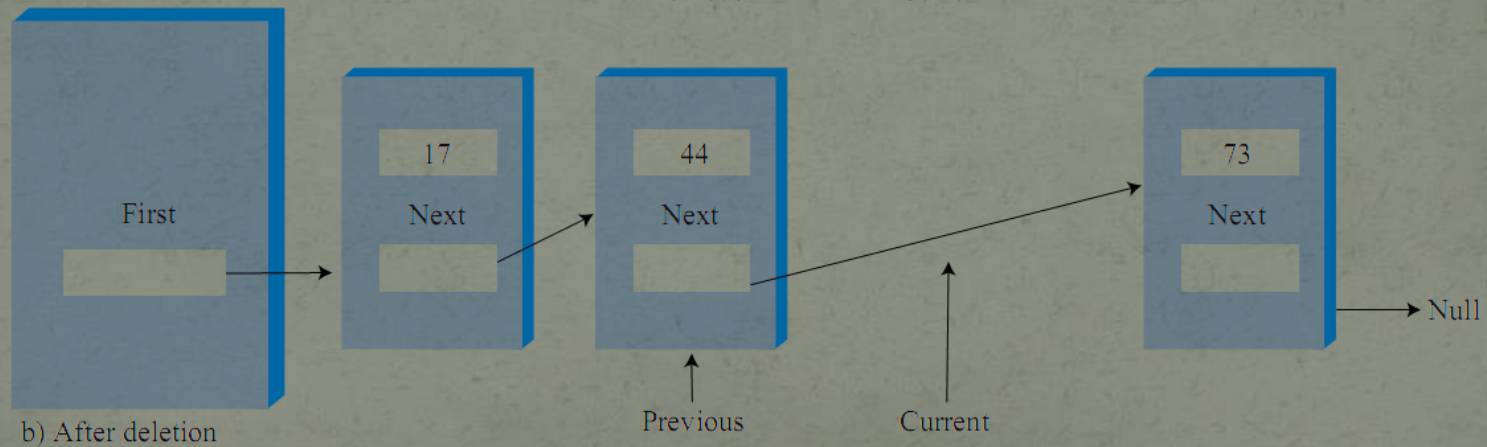 17
44
73
First
Next
Next
Next
Null
Previous
Current
b) After deletion